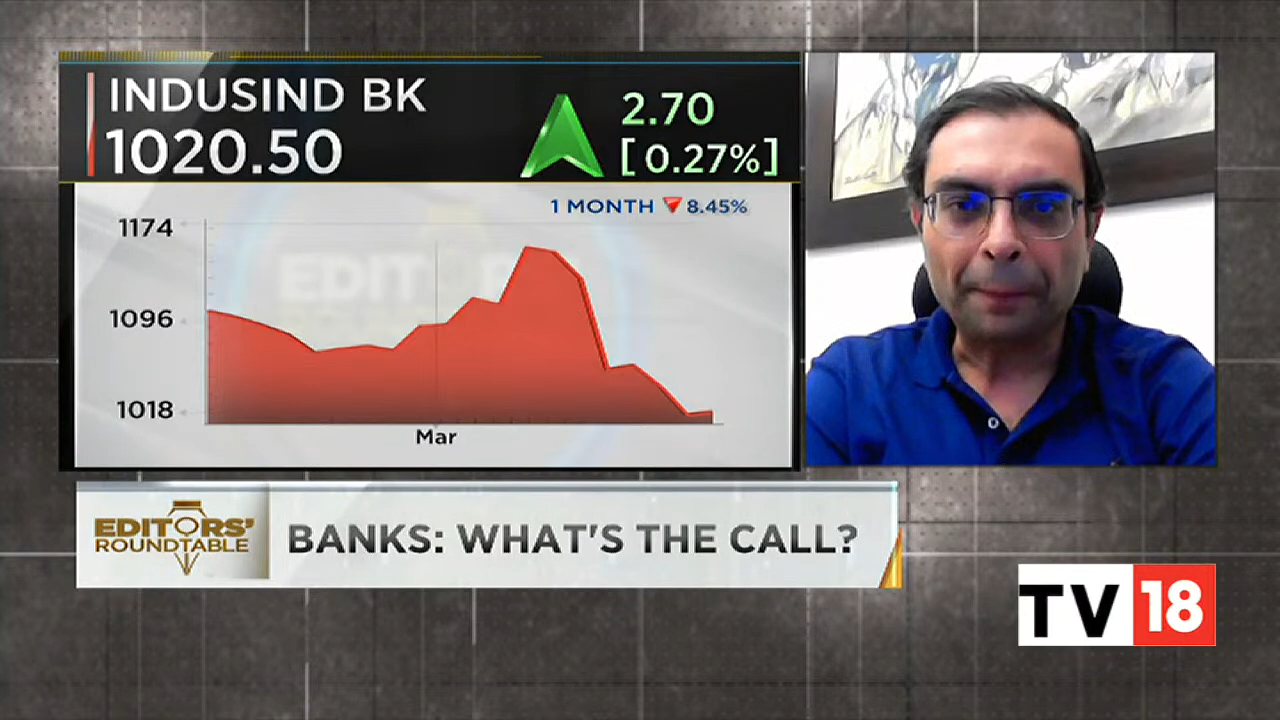 INDUSIND BK
1020.50
2.70
[ 0.27%]
1 MONTH ▼ 8.45%
1174
1096
1018
Mar
EDITORS'
ROUNDTABLE
BANKS: WHAT'S THE CALL?
TV18